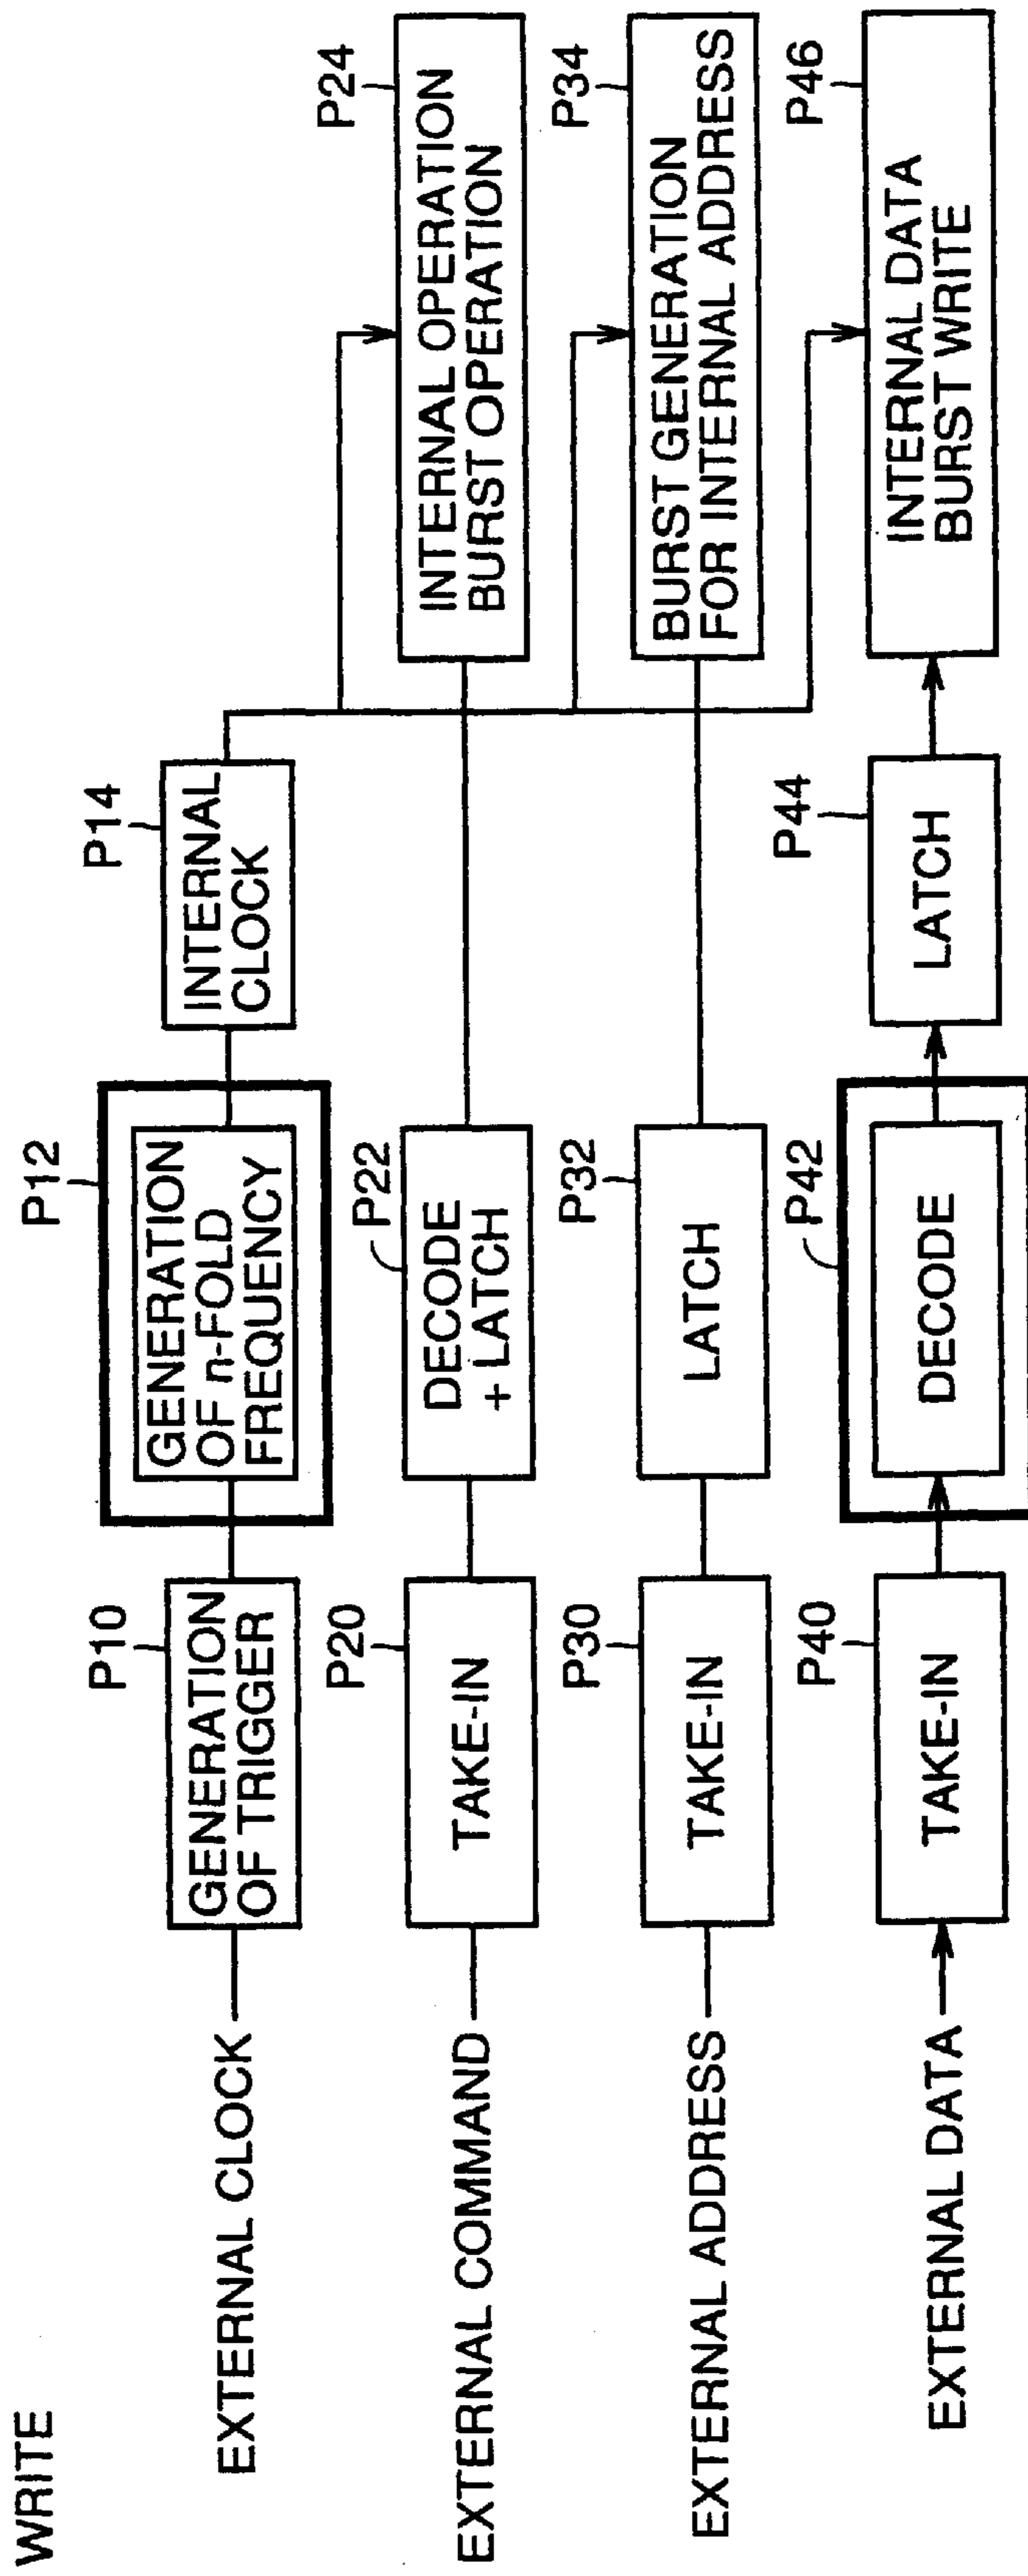 WRITE
EXTERNAL CLOCK
P10
GENERATION
OF TRIGGER
P12
GENERATION
OF n-FOLD
FREQUENCY
P14
INTERNAL
CLOCK
EXTERNAL COMMAND
P20
TAKE-IN
P22
DECODE
+ LATCH
P24
INTERNAL OPERATION
BURST OPERATION
EXTERNAL ADDRESS
P30
TAKE-IN
P32
LATCH
P34
BURST GENERATION
FOR INTERNAL ADDRESS
EXTERNAL DATA
P40
TAKE-IN
P42
DECODE
P44
LATCH
P46
INTERNAL DATA
BURST WRITE